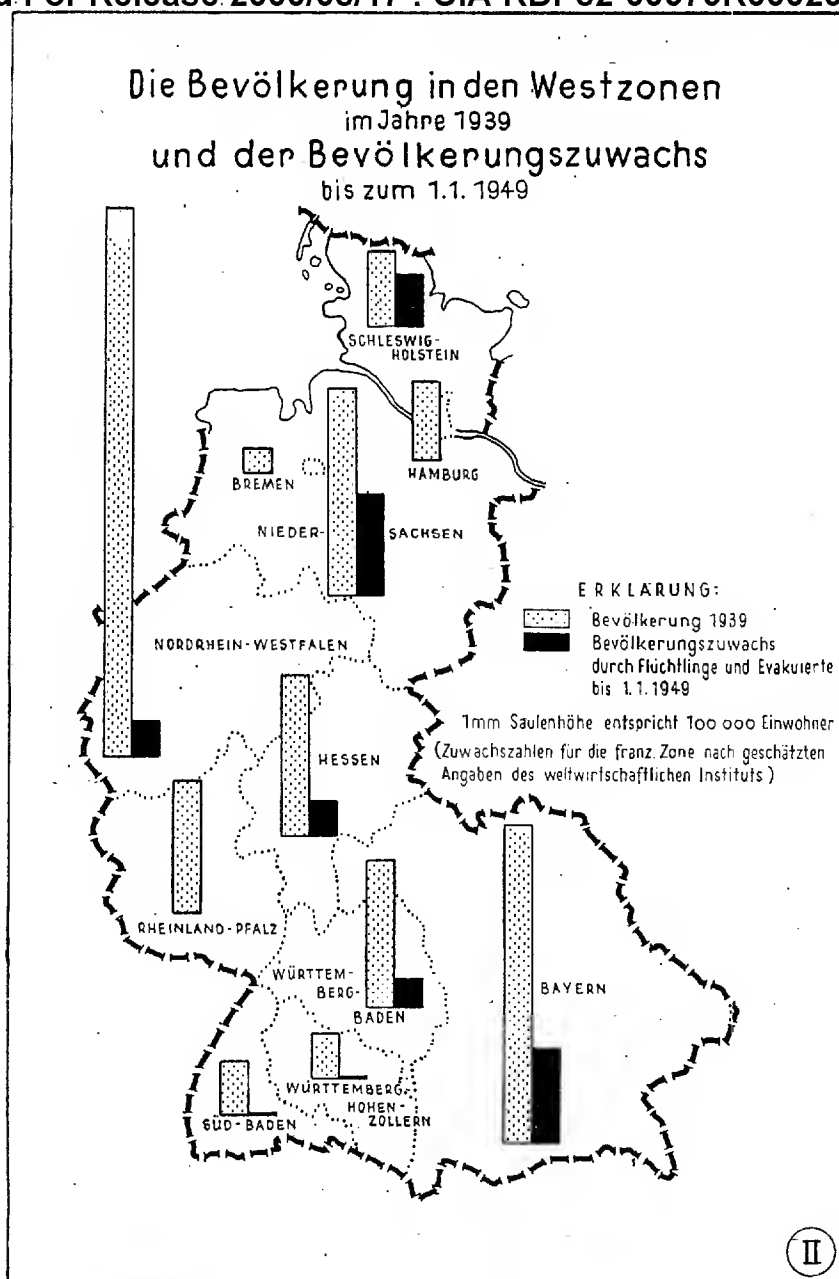 Die Bevölkerung in den Westzonen
im Jahre 1939
und der Bevölkerungszuwachs
bis zum 1.1.1949
SCHLESWIG-
HOLSTEIN
HAMBURG
BREMEN
NIEDER-SACHSEN
ERKLÄRUNG:
Bevölkerung 1939
Bevölkerungszuwachs
durch Flüchtlinge und Evakuierte
bis 1.1.1949
NORDRHEIN-WESTFALEN
1mm Saulenhöhe entspricht 100 000 Einwohner
(Zuwachszahlen für die franz. Zone nach geschätzten
Angaben des weltwirtschaftlichen Instituts)
HESSEN
RHEINLAND-PFALZ
WÜRTTEM-
BERG-
BADEN
BAYERN
WÜRTTEMBERG-
HOHEN-
ZOLLERN
SÜD-BADEN
II